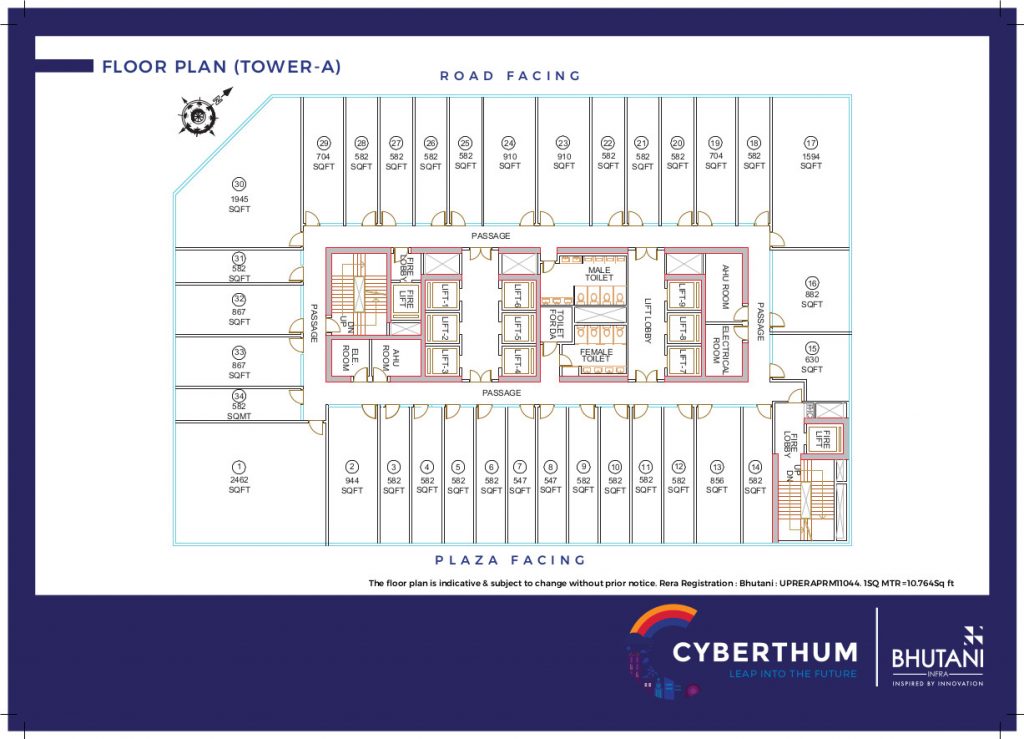 FLOOR PLAN (TOWER-A)
ROAD FACING
N
29
704
SQFT
28
582
SQFT
27
582
SQFT
26
582
SQFT
25
582
SQFT
24
910
SQFT
23
910
SQFT
22
582
SQFT
21
582
SQFT
20
582
SQFT
19
704
SQFT
18
582
SQFT
17
1594
SQFT
30
1945
SQFT
31
582
SQFT
32
867
SQFT
33
867
SQFT
34
582
SQMT
PASSAGE
PASSAGE
PASSAGE
PASSAGE
UP
DN
FIRE
LOBBY
FIRE
LIFT
ELE.
ROOM
AHU
ROOM
LIFT-1
LIFT-2
LIFT-3
LIFT-6
LIFT-5
LIFT-4
MALE
TOILET
TOILET
FOR DA
FEMALE
TOILET
LIFT LOBBY
LIFT-9
LIFT-8
LIFT-7
AHU ROOM
ELECTRICAL
ROOM
16
882
SQFT
15
630
SQFT
FIRE
LOBBY
FIRE
LIFT
UP
DN
1
2462
SQFT
2
944
SQFT
3
582
SQFT
4
582
SQFT
5
582
SQFT
6
582
SQFT
7
547
SQFT
8
547
SQFT
9
582
SQFT
10
582
SQFT
11
582
SQFT
12
582
SQFT
13
856
SQFT
14
582
SQFT
PLAZA FACING
The floor plan is indicative & subject to change without prior notice. Rera Registration : Bhutani : UPRERAPRM11044. 1SQ MTR=10.764Sq ft
CYBERTHUM
LEAP INTO THE FUTURE
BHUTANI
INFRA
INSPIRED BY INNOVATION